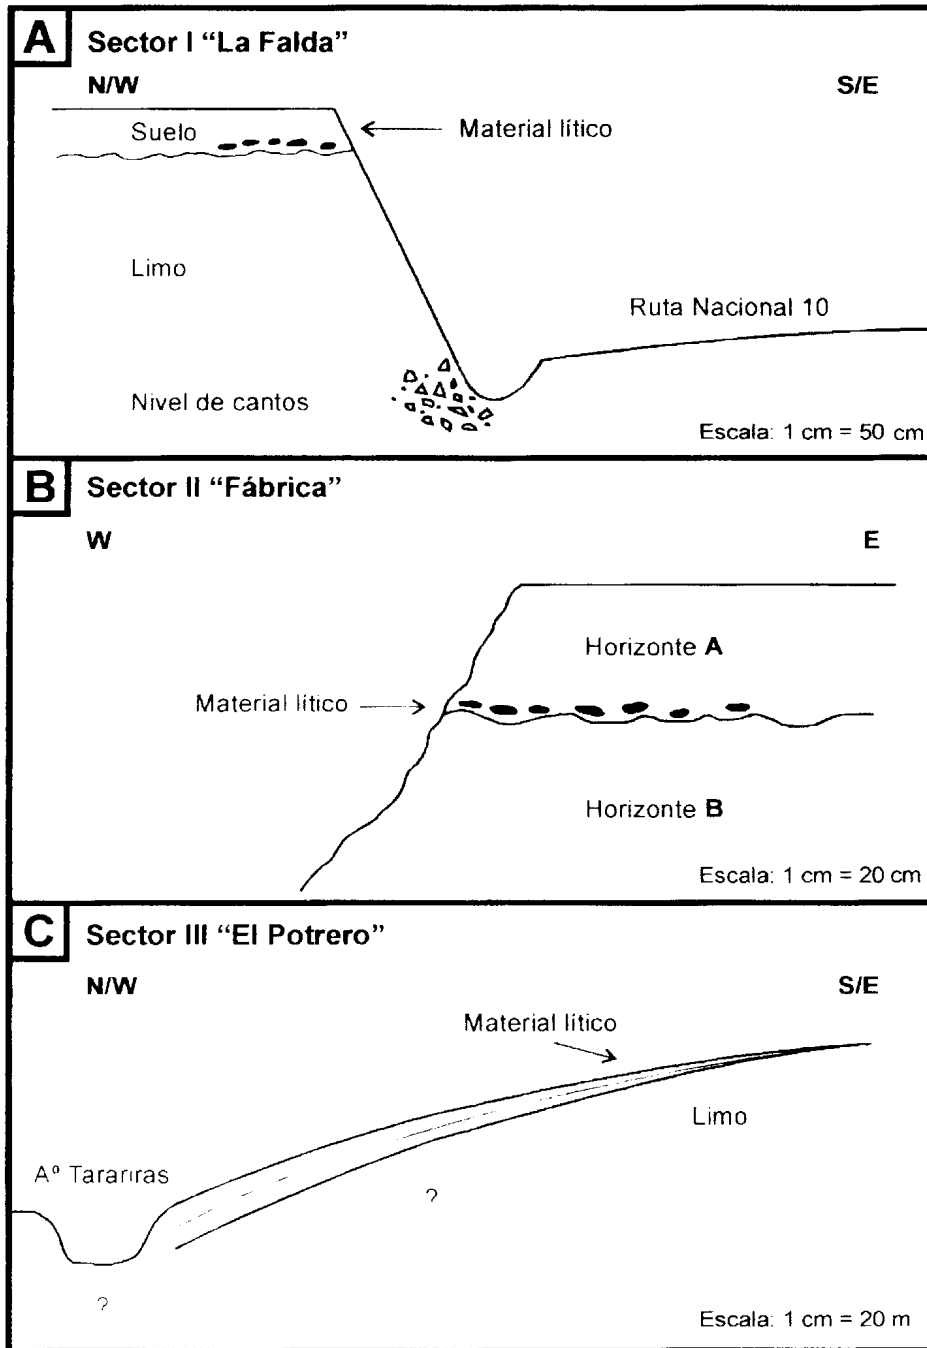 A Sector I “La Falda”
N/W S/E
Suelo Material lítico
Limo
Ruta Nacional 10
Nivel de cantos
Escala: 1 cm = 50 cm
B Sector II “Fábrica”
W E
Horizonte A
Material lítico
Horizonte B
Escala: 1 cm = 20 cm
C Sector III “El Potrero”
N/W S/E
Material lítico
Limo
Aº Tarariras
?
?
Escala: 1 cm = 20 m